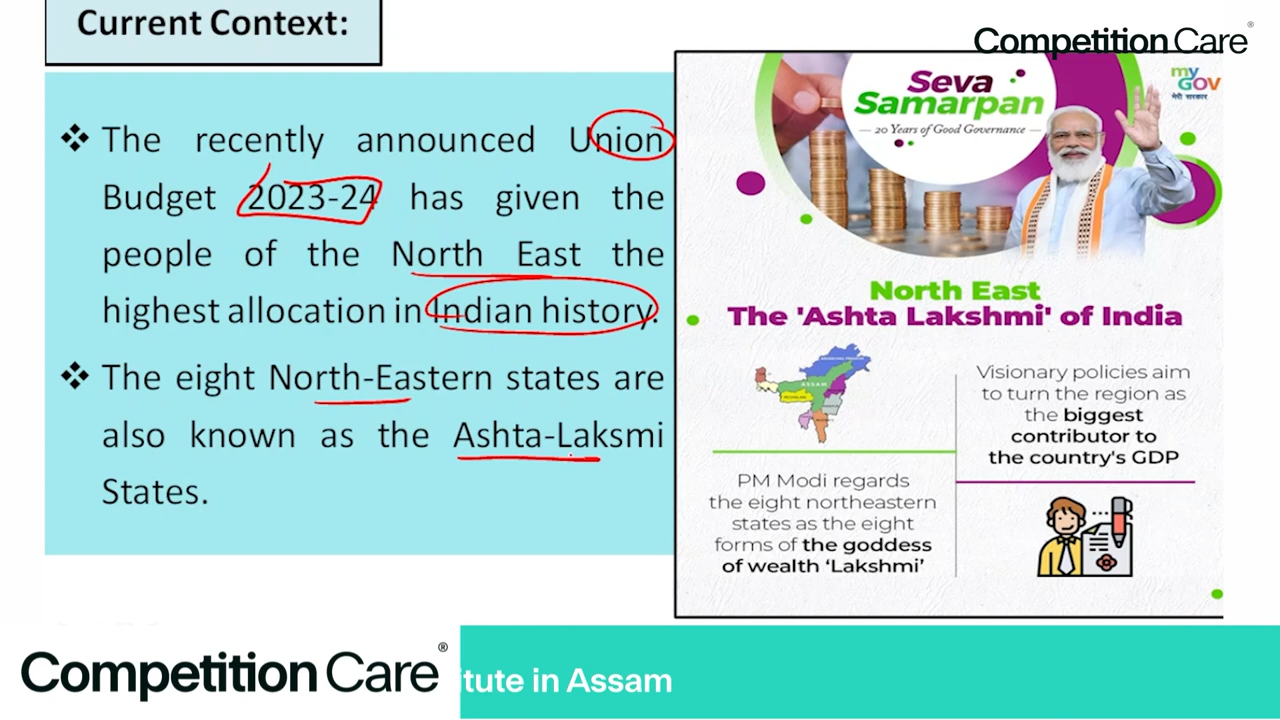 Current Context:
Competition Care®
❖ The recently announced Union
Budget 2023-24 has given the
people of the North East the
highest allocation in Indian history.
❖ The eight North-Eastern states are
also known as the Ashta-Laksmi
States.
Seva
Samarpan
20 Years of Good Governance
my
GOV
मेरी सरकार
North East
The 'Ashta Lakshmi' of India
ASSAM
PM Modi regards
the eight northeastern
states as the eight
forms of the goddess
of wealth ‘Lakshmi’
Visionary policies aim
to turn the region as
the biggest
contributor to
the country's GDP
Competition Care®
itute in Assam